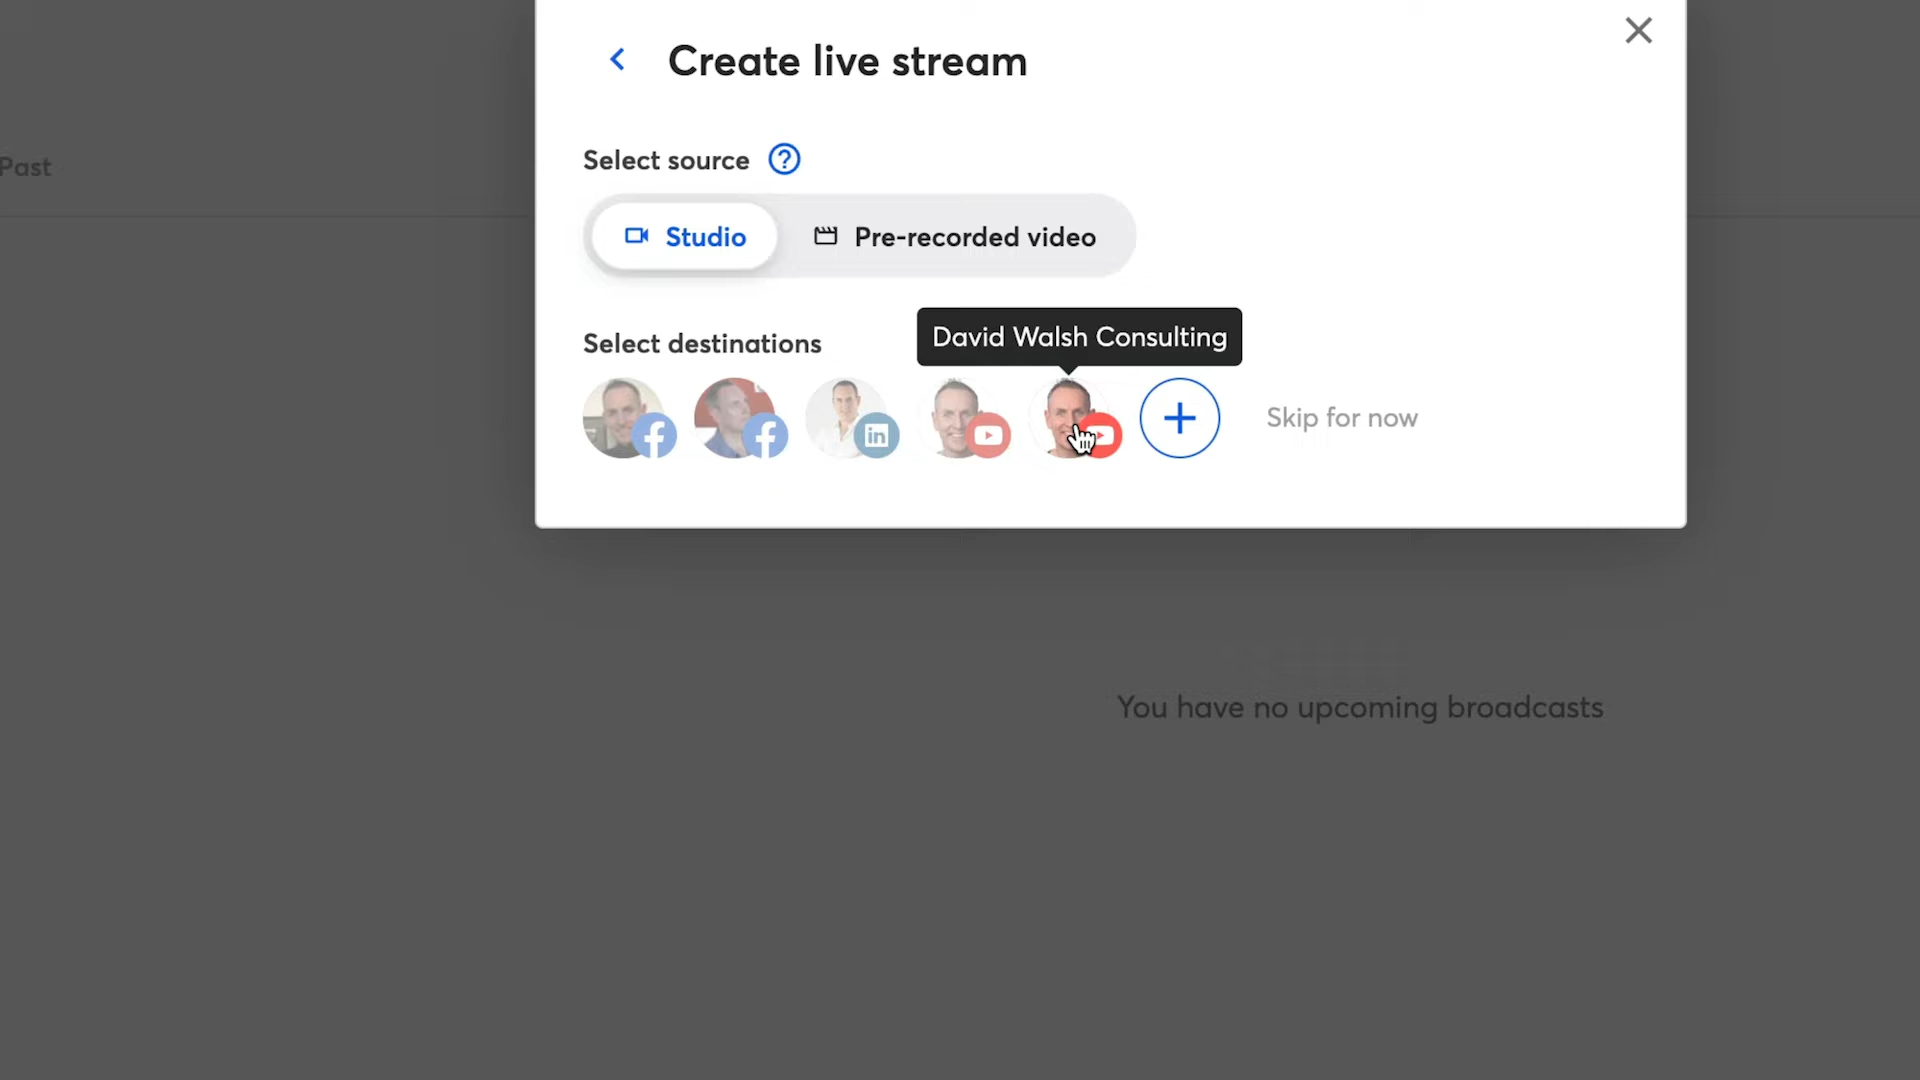 Create live stream
Past
Select source
Studio
Pre-recorded video
Select destinations
David Walsh Consulting
in
Skip for now
You have no upcoming broadcasts